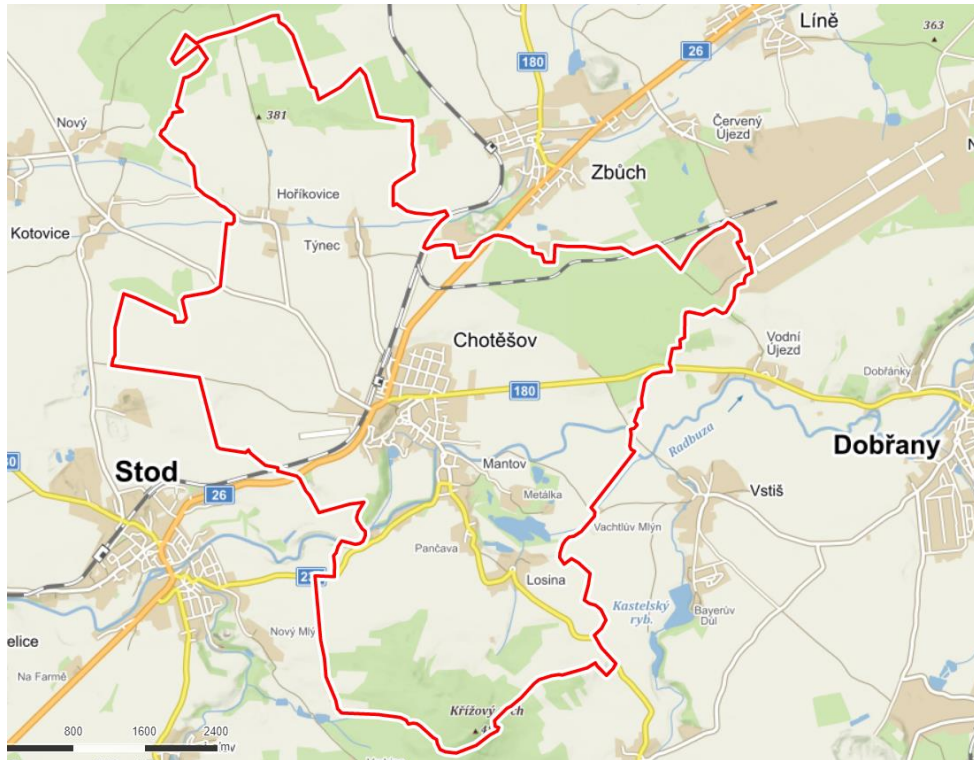 Líně
363
26
180
Nový
381
Červený
Újezd
Zbůch
Hoříkovice
Kotovice
Týnec
Chotěšov
Vodní
Újezd
Dobřánky
180
Radbuza
Dobřany
Stod
26
Mantov
Metálka
Vstiš
Vachtlův Mlýn
Pančava
Losina
Kastelský
ryb.
Bayerův
Důl
Nový Mlý
elice
Na Farmě
800
1600
2400